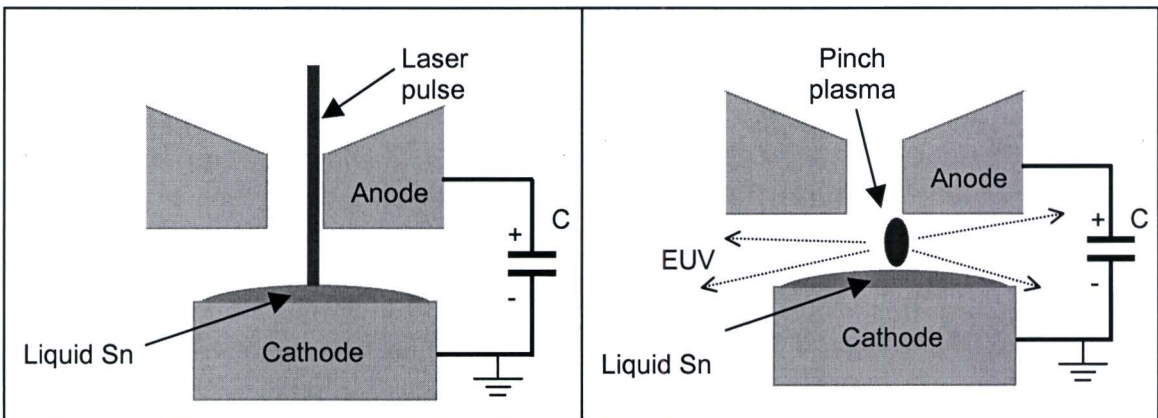 Laser
pulse
Anode
+
C
-
Liquid Sn
Cathode
Pinch
plasma
Anode
+
C
EUV
-
Cathode
Liquid Sn